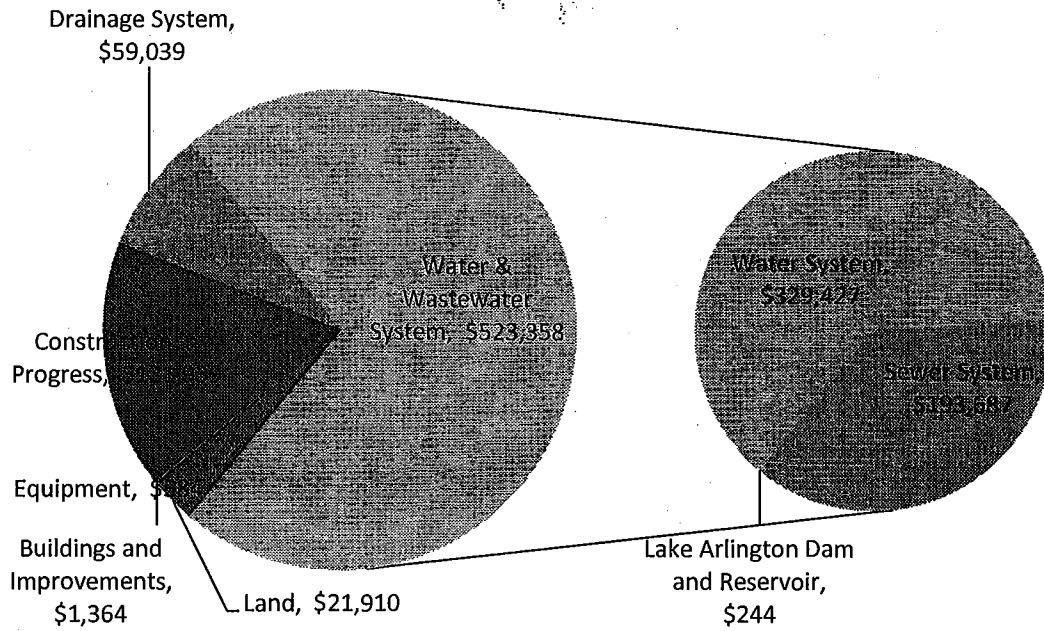 Drainage System,
$59,039
Water &
Wastewater
System, $523,358
Water System,
$329,427
Sewer System,
$193,687
Progress,
Equipment,
Buildings and
Improvements,
$1,364
Land, $21,910
Lake Arlington Dam
and Reservoir,
$244